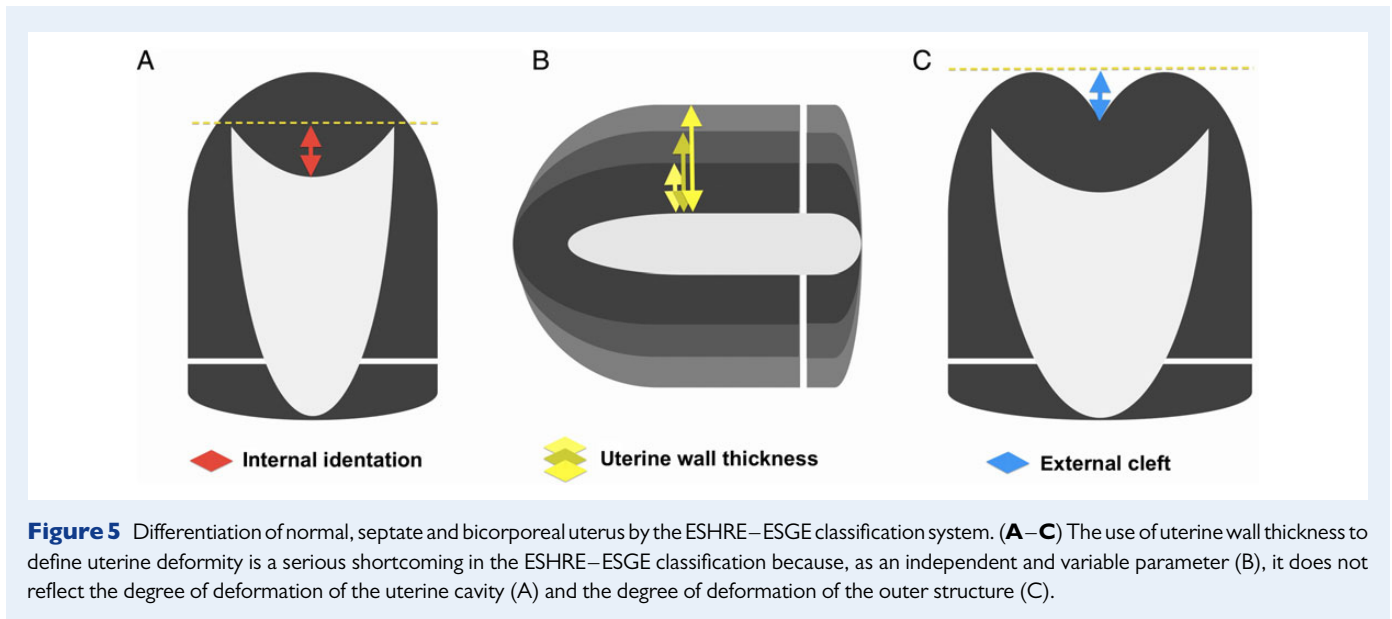 A
B
C
Internal identation
Uterine wall thickness
External cleft
Figure 5 Differentiation of normal, septate and bicorporeal uterus by the ESHRE–ESGE classification system. (A–C) The use of uterine wall thickness to
define uterine deformity is a serious shortcoming in the ESHRE–ESGE classification because, as an independent and variable parameter (B), it does not
reflect the degree of deformation of the uterine cavity (A) and the degree of deformation of the outer structure (C).